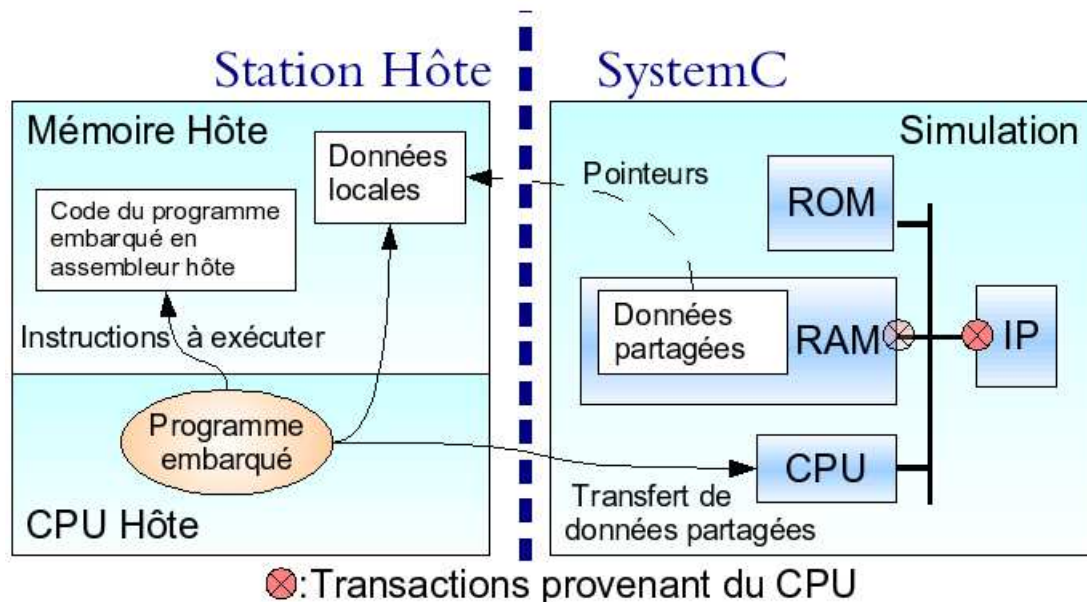 Station Hôte
SystemC
Mémoire Hôte
Données
locales
Code du programme
embarqué en
assembleur hôte
Instructions à exécuter
Programme
embarqué
CPU Hôte
Simulation
Pointeurs
ROM
Données
partagées
RAM
IP
CPU
Transfert de
données partagées
:Transactions provenant du CPU